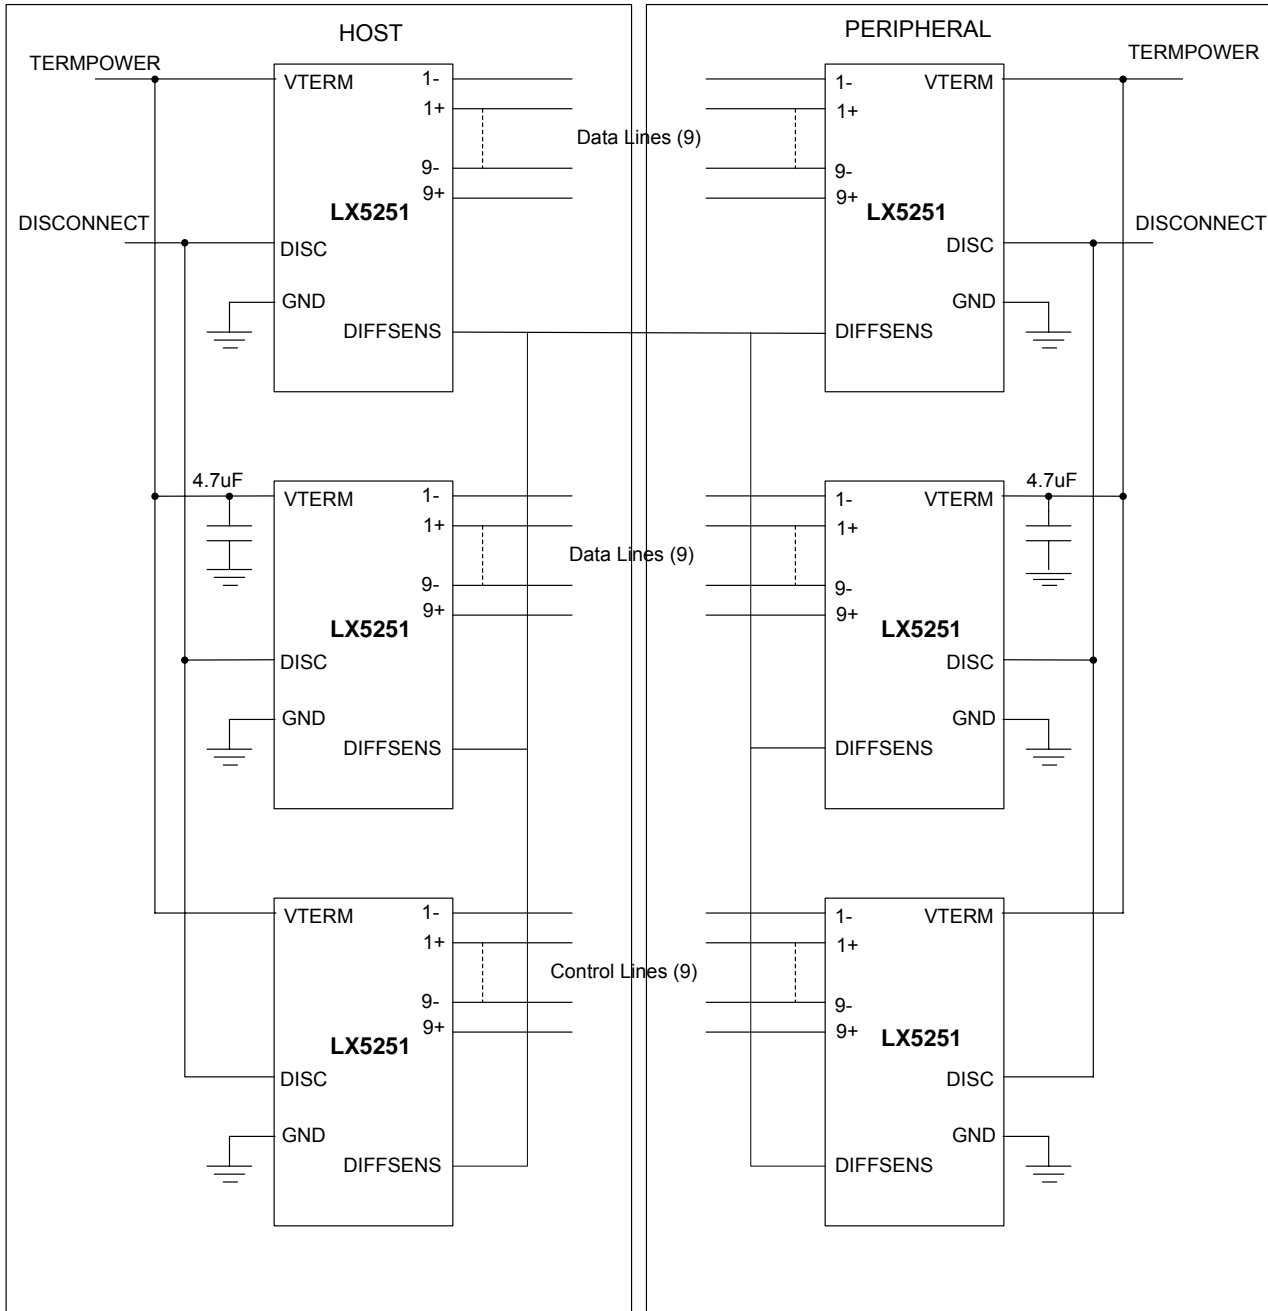 HOST
PERIPHERAL
TERMPOWER
TERMPOWER
VTERM
1-
1+
Data Lines (9)
9-
9+
LX5251
1-
VTERM
1+
9-
9+
LX5251
DISCONNECT
DISC
GND
DIFFSENS
DISCONNECT
DISC
GND
DIFFSENS
4.7uF
VTERM
1-
1+
Data Lines (9)
9-
9+
LX5251
DISC
GND
DIFFSENS
1-
VTERM
4.7uF
1+
9-
9+
LX5251
DISC
GND
DIFFSENS
VTERM
1-
1+
Control Lines (9)
9-
9+
LX5251
DISC
GND
DIFFSENS
1-
VTERM
1+
9-
9+
LX5251
DISC
GND
DIFFSENS